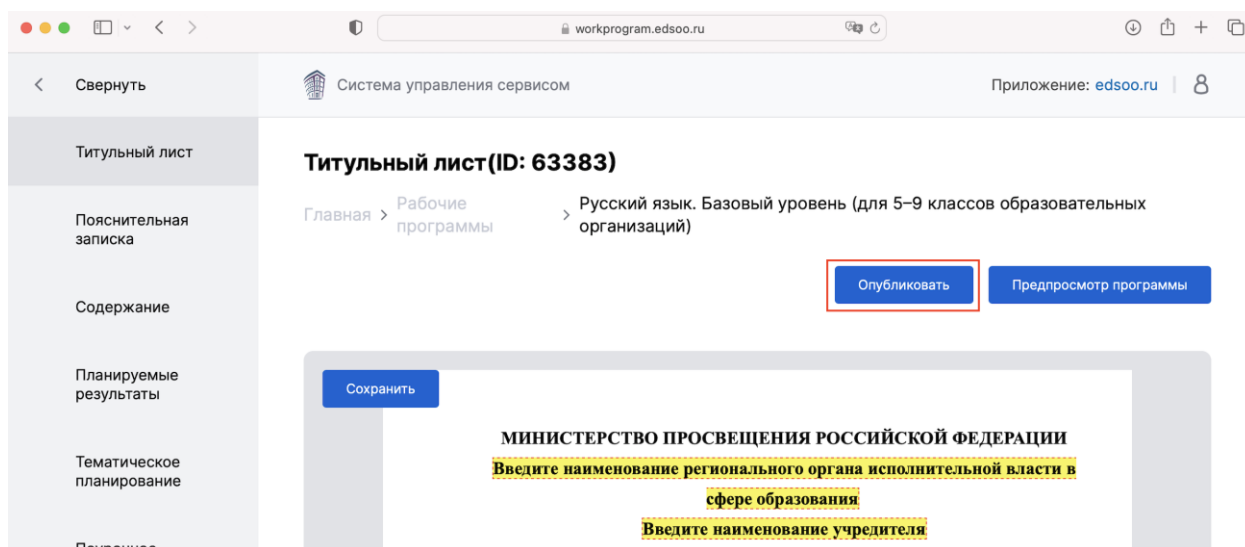 workprogram.edsoo.ru
Свернуть
Система управления сервисом
Приложение: edsoo.ru
Титульный лист
Пояснительная
записка
Содержание
Планируемые
результаты
Тематическое
планирование
Титульный лист(ID: 63383)
Главная > Рабочие
программы > Русский язык. Базовый уровень (для 5–9 классов образовательных
организаций)
Опубликовать
Предпросмотр программы
Сохранить
МИНИСТЕРСТВО ПРОСВЕЩЕНИЯ РОССИЙСКОЙ ФЕДЕРАЦИИ
Введите наименование регионального органа исполнительной власти в
сфере образования
Введите наименование учредителя